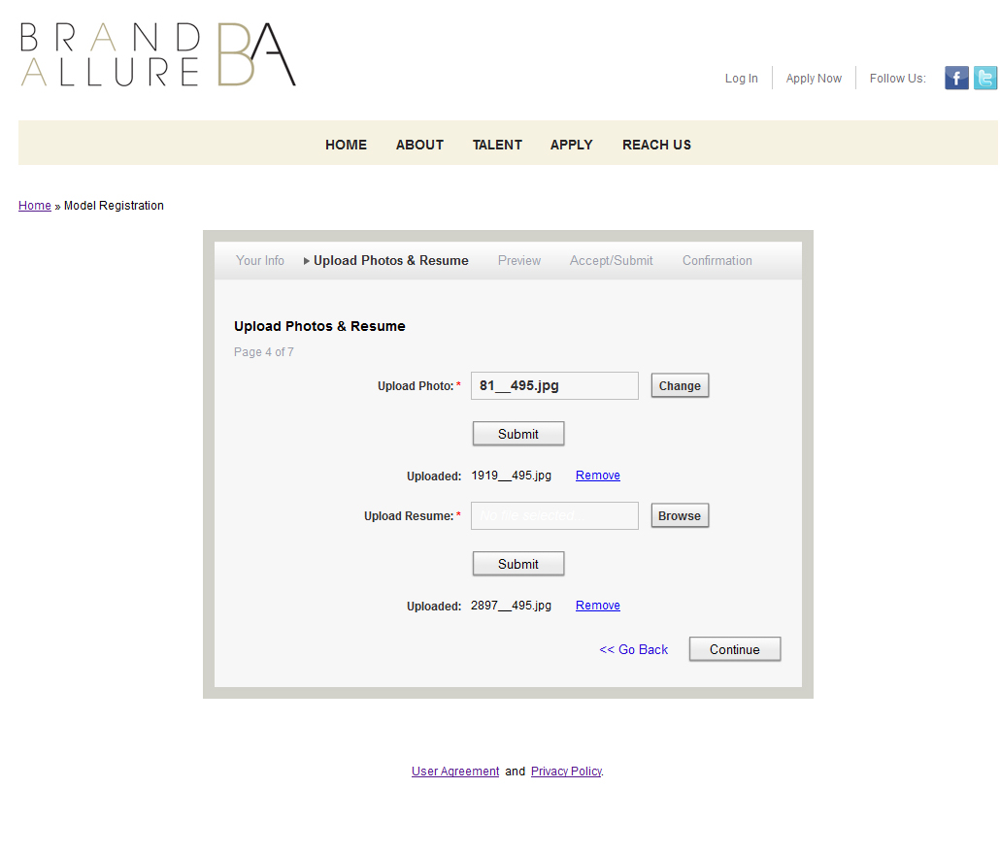 BRAND BA
ALLURE
Log In Apply Now Follow Us: f t
HOME ABOUT TALENT APPLY REACH US
Home » Model Registration
Your Info Upload Photos & Resume Preview Accept/Submit Confirmation
Upload Photos & Resume
Page 4 of 7
Upload Photo: * 81__495.jpg Change
Submit
Uploaded: 1919__495.jpg Remove
Upload Resume: * No file selected... Browse
Submit
Uploaded: 2897__495.jpg Remove
<< Go Back Continue
User Agreement and Privacy Policy.